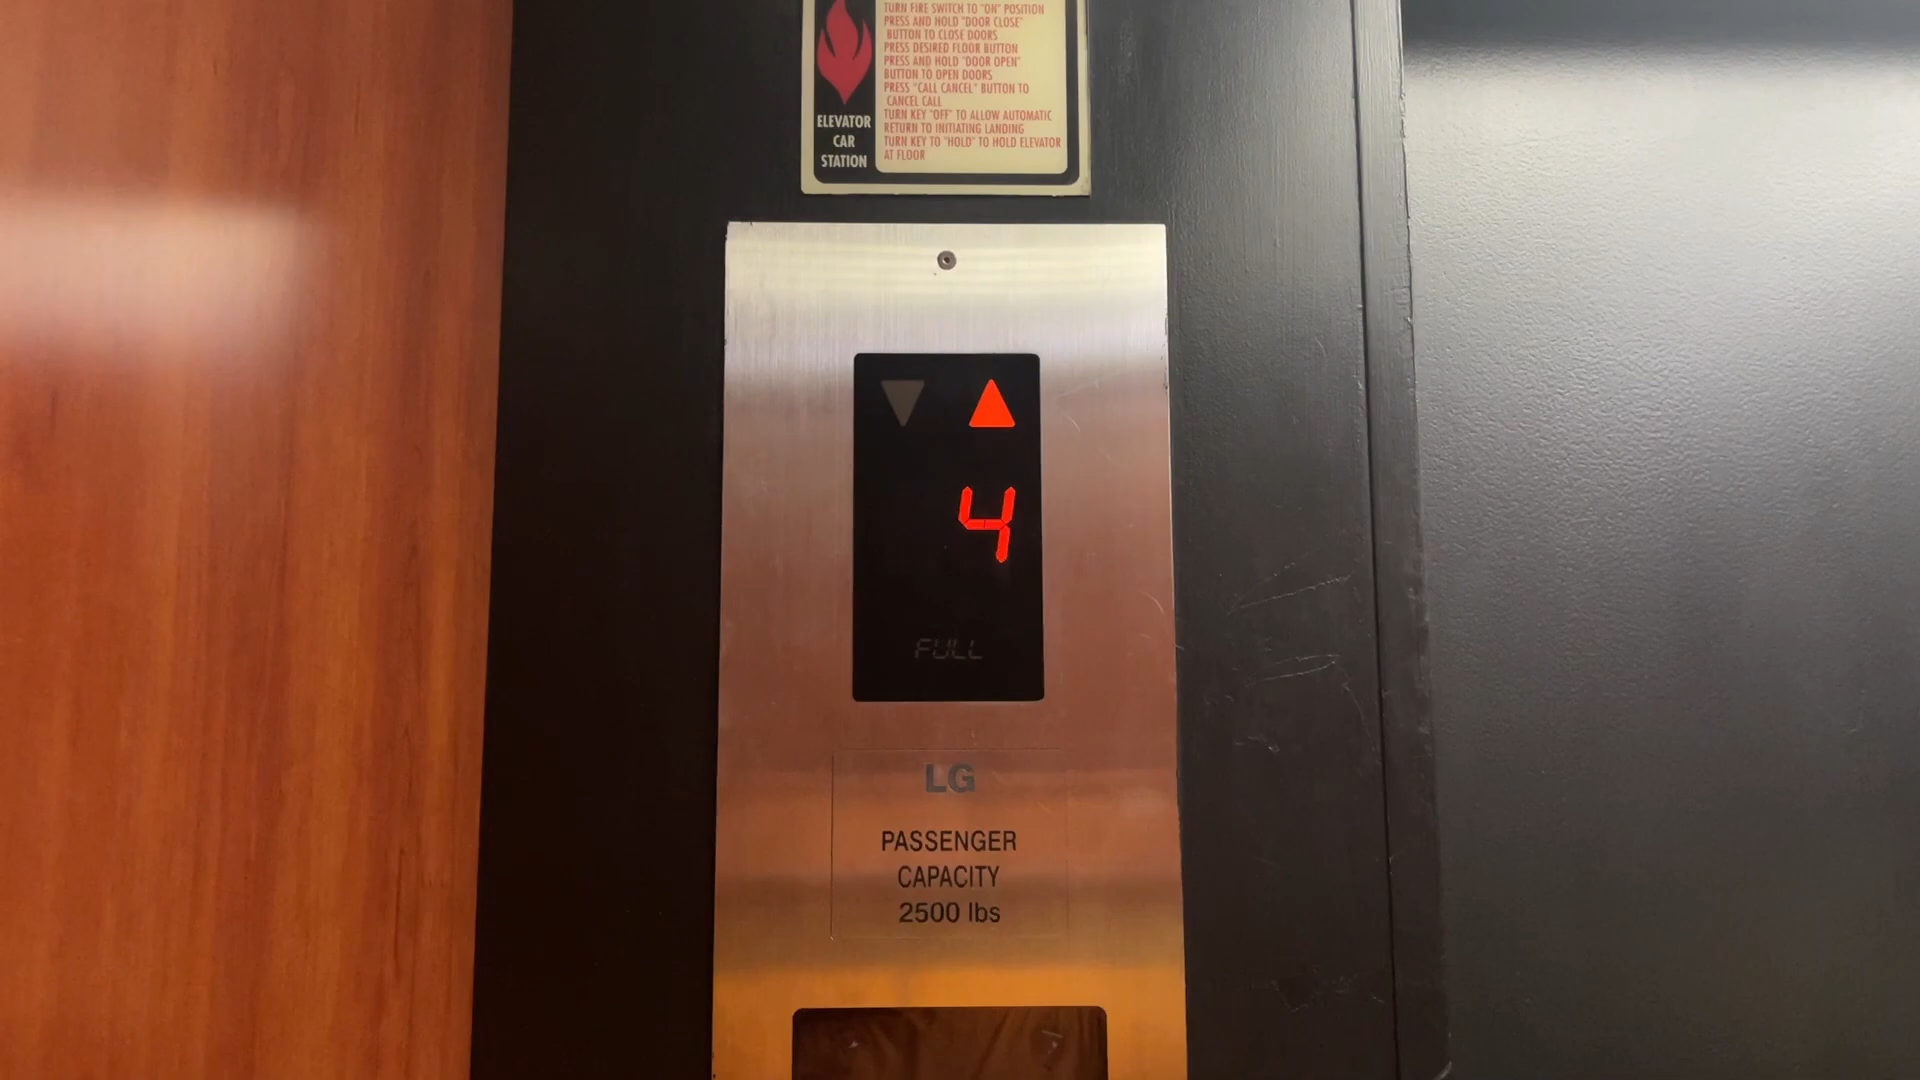 TURN FIRE SWITCH TO "ON" POSITION
PRESS AND HOLD "DOOR CLOSE"
BUTTON TO CLOSE DOORS
PRESS DESIRED FLOOR BUTTON
PRESS AND HOLD "DOOR OPEN"
BUTTON TO OPEN DOORS
PRESS "CALL CANCEL" BUTTON TO
CANCEL CALL
TURN KEY "OFF" TO ALLOW AUTOMATIC
RETURN TO INITIATING LANDING
TURN KEY TO "HOLD" TO HOLD ELEVATOR
AT FLOOR
ELEVATOR
CAR
STATION
4
FULL
LG
PASSENGER
CAPACITY
2500 lbs